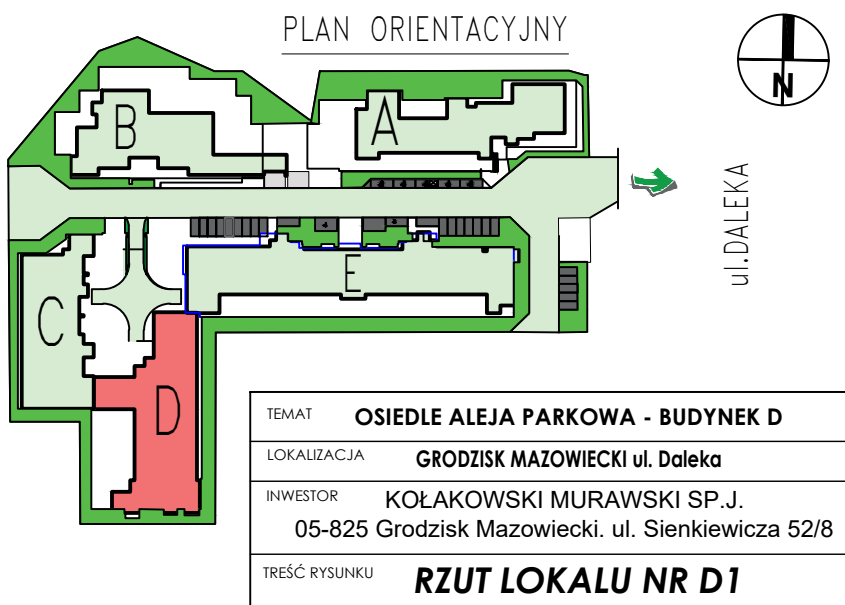 PLAN ORIENTACYJNY
N
B
A
ul.DALEKA
E
C
D
TEMAT OSIEDLE ALEJA PARKOWA - BUDYNEK D
LOKALIZACJA GRODZISK MAZOWIECKI ul. Daleka
INWESTOR KOŁAKOWSKI MURAWSKI SP.J.
05-825 Grodzisk Mazowiecki. ul. Sienkiewicza 52/8
TREŚĆ RYSUNKU RZUT LOKALU NR D1